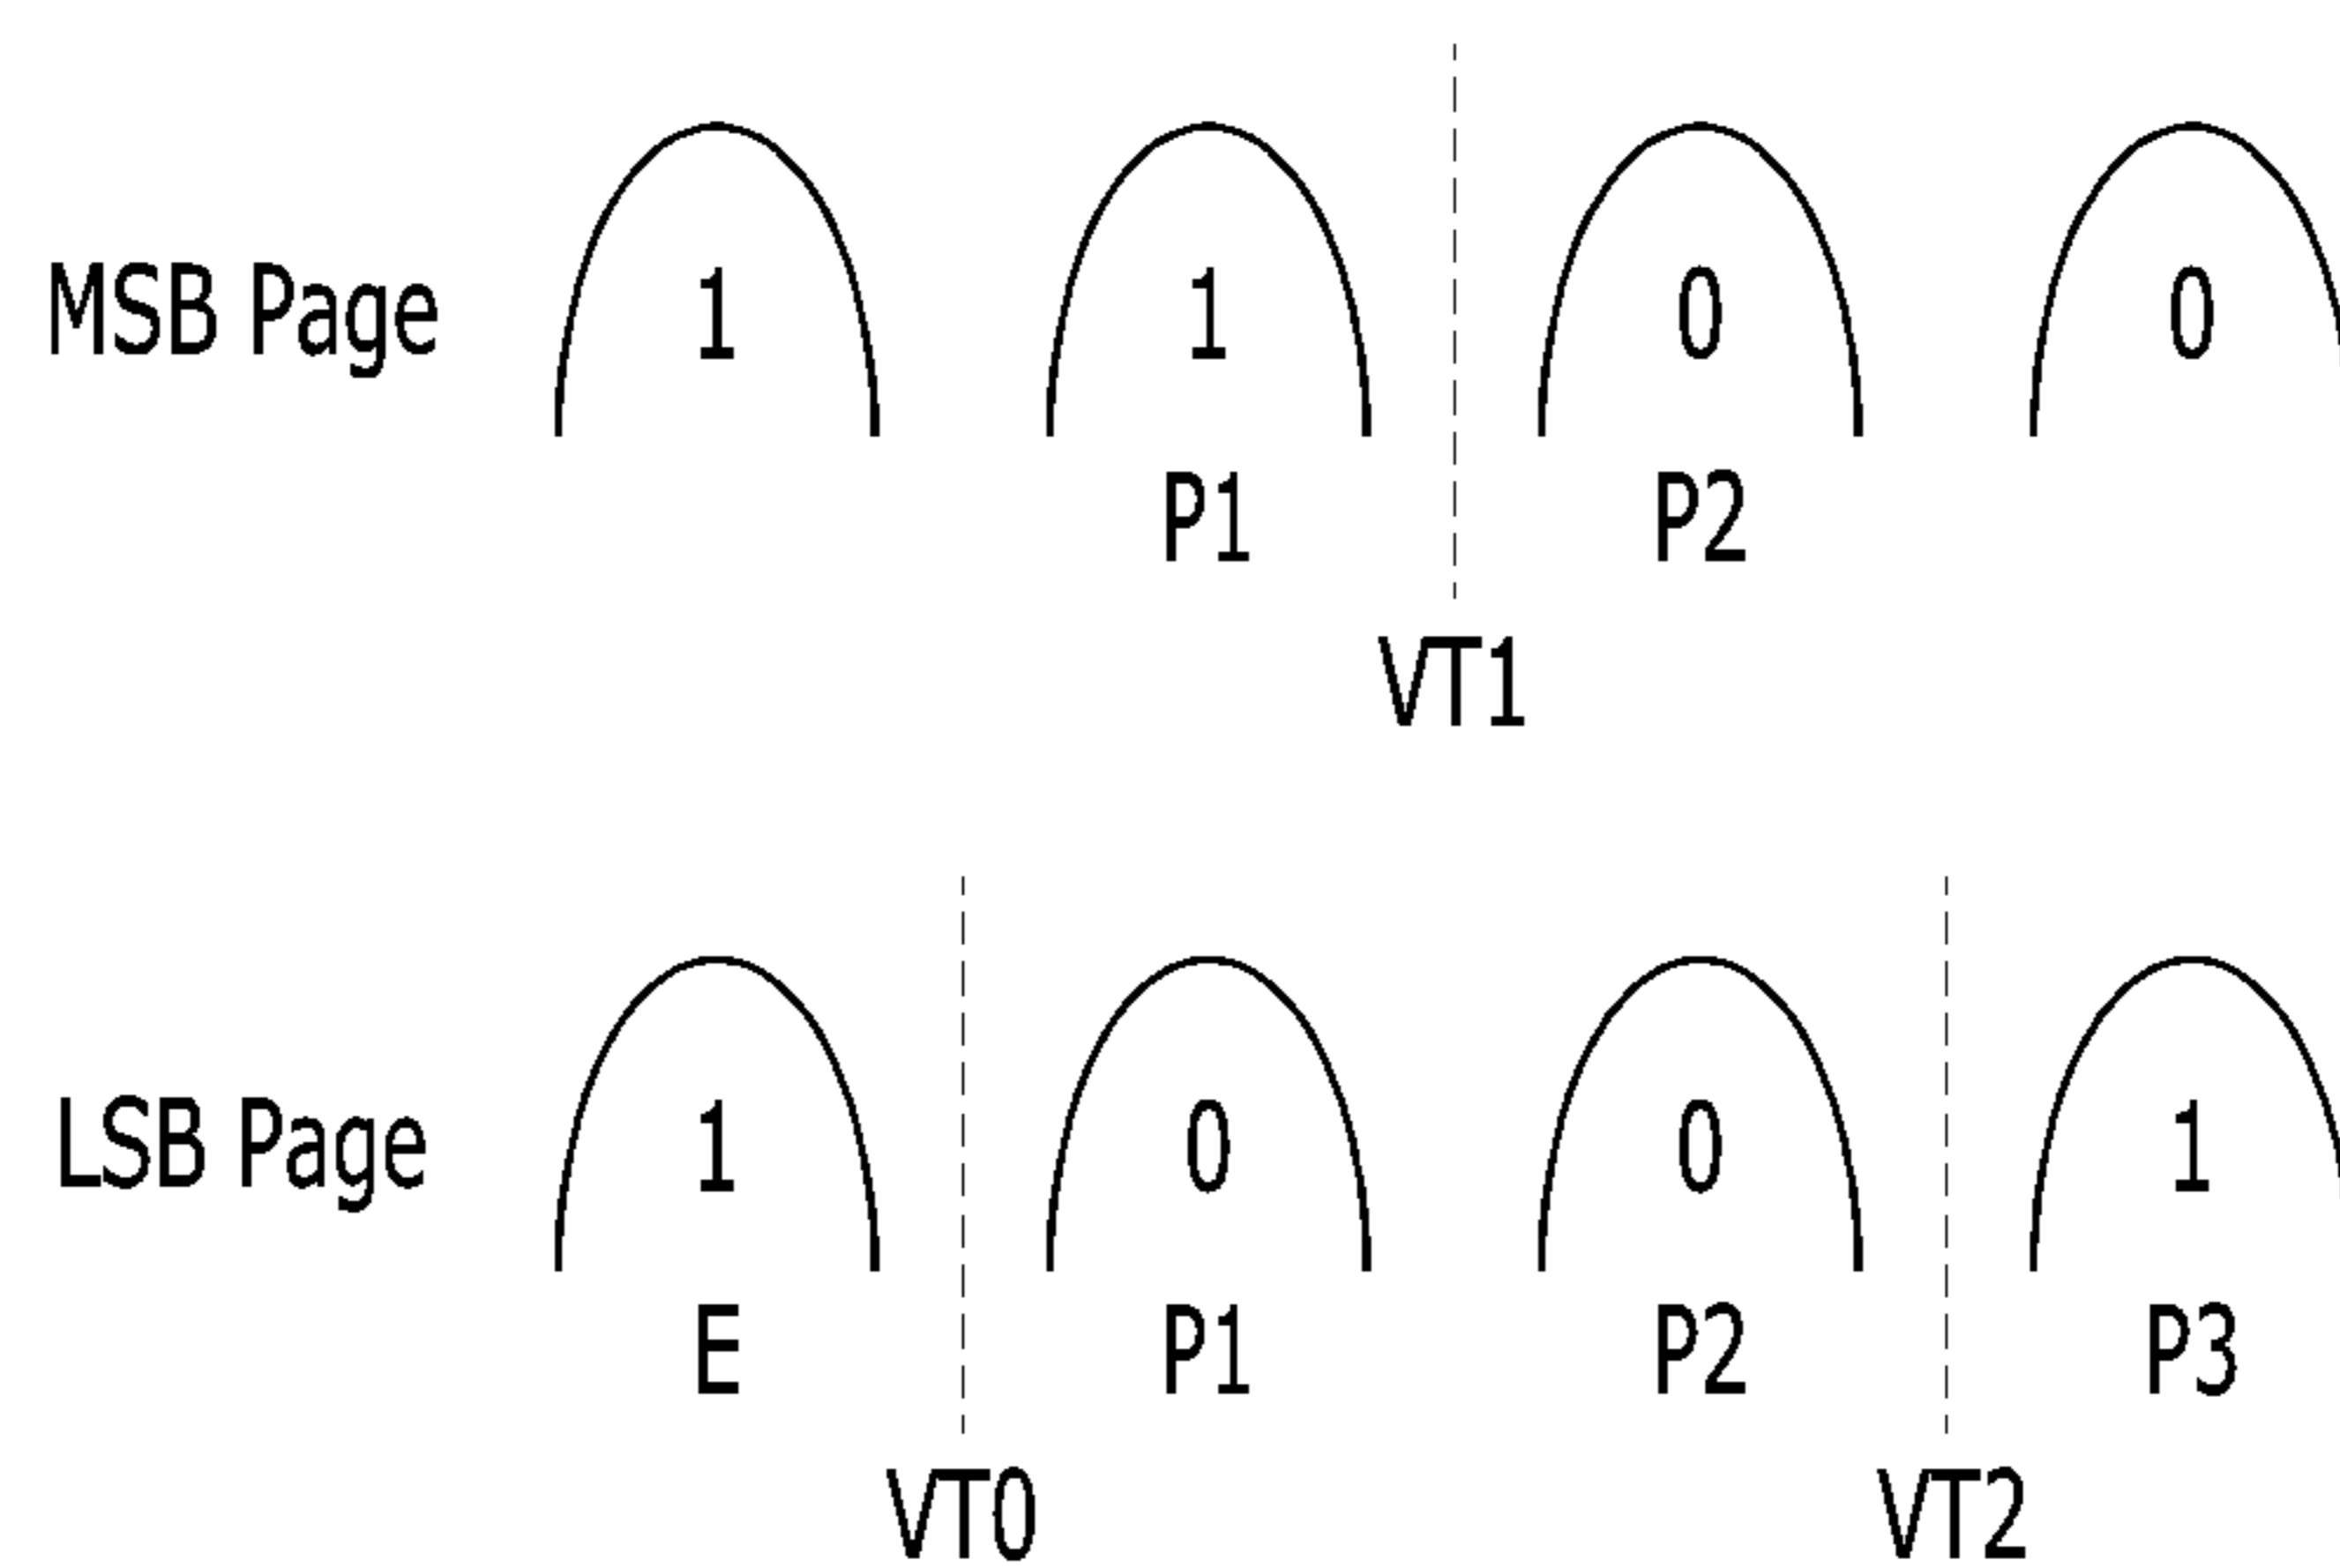 MSB Page 1 1 0 0
P1 P2
VT1
LSB Page 1 0 0 1
E P1 P2 P3
VT0 VT2